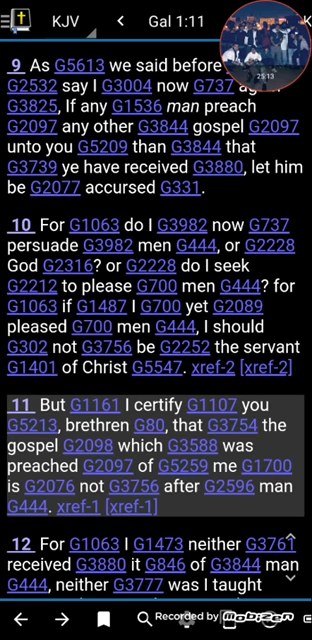 KJV Gal 1:11 K
25:13
9 As G5613 we said before
G2532 say I G3004 now G737
G3825, If any G1536 man preach
G2097 any other G3844 gospel G2097
unto you G5209 than G3844 that
G3739 ye have received G3880, let him
be G2077 accursed G331.
10 For G1063 do I G3982 now G737
persuade G3982 men G444, or G2228
God G2316? or G2228 do I seek
G2212 to please G700 men G444? for
G1063 if G1487 I G700 yet G2089
pleased G700 men G444, I should
G302 not G3756 be G2252 the servant
G1401 of Christ G5547. xref-2 [xref-2]
11 But G1161 I certify G1107 you
G5213, brethren G80, that G3754 the
gospel G2098 which G3588 was
preached G2097 of G5259 me G1700
is G2076 not G3756 after G2596 man
G444. xref-1 [xref-1]
12 For G1063 I G1473 neither G3761
received G3880 it G846 of G3844 man
G444, neither G3777 was I taught
Recorded by